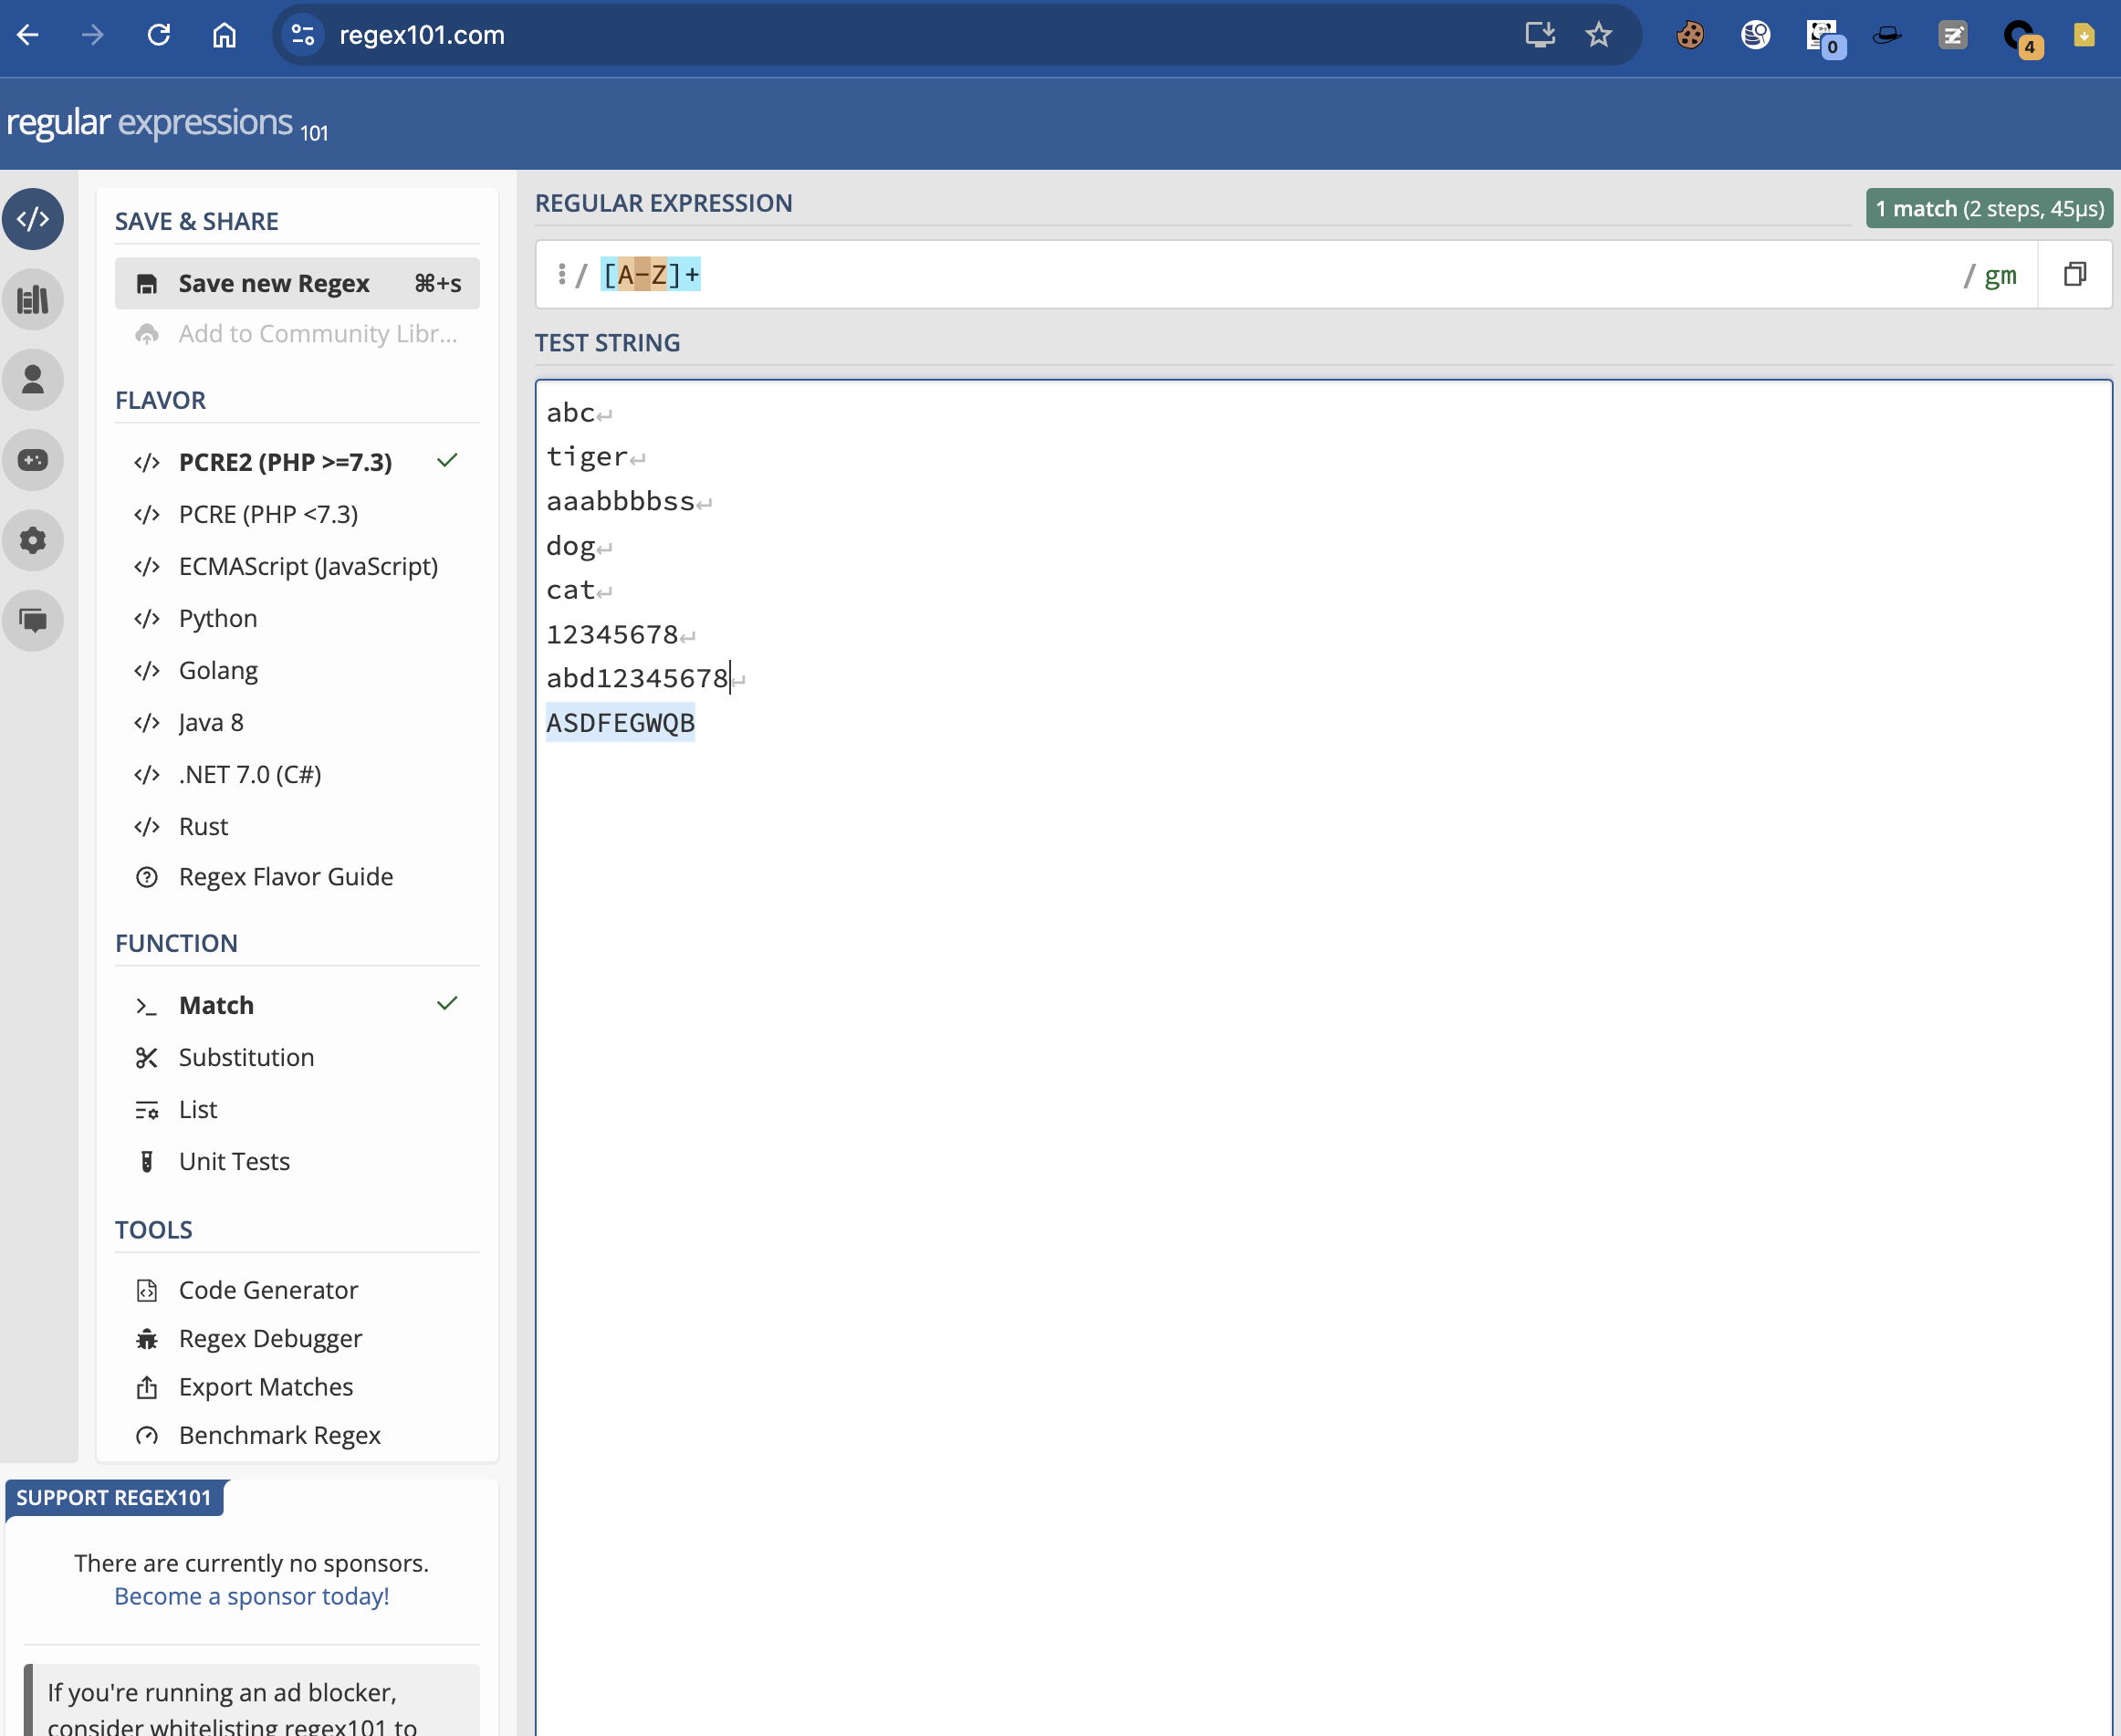 regex101.com
0
4
regular expressions 101
SAVE & SHARE
Save new Regex ⌘+s
Add to Community Libr...
FLAVOR
</> PCRE2 (PHP >=7.3)
</> PCRE (PHP <7.3)
</> ECMAScript (JavaScript)
</> Python
</> Golang
</> Java 8
</> .NET 7.0 (C#)
</> Rust
Regex Flavor Guide
FUNCTION
Match
Substitution
List
Unit Tests
TOOLS
Code Generator
Regex Debugger
Export Matches
Benchmark Regex
SUPPORT REGEX101
There are currently no sponsors.
Become a sponsor today!
If you're running an ad blocker,
consider whitelisting regex101 to
REGULAR EXPRESSION
1 match (2 steps, 45µs)
/ [A-Z]+ / gm
TEST STRING
abc
tiger
aaabbbbss
dog
cat
12345678
abd12345678
ASDFEGWQB